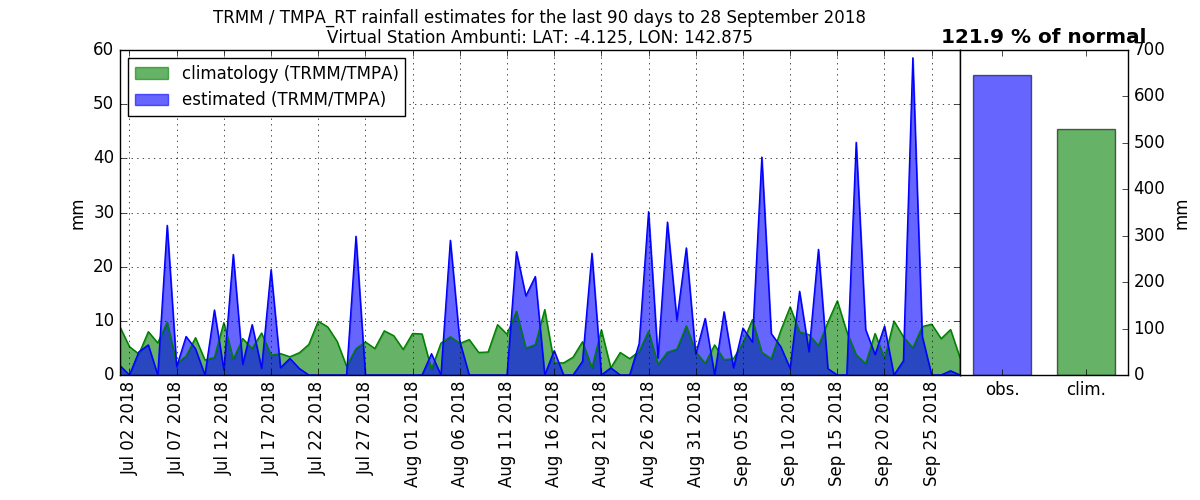 TRMM / TMPA_RT rainfall estimates for the last 90 days to 28 September 2018
Virtual Station Ambunti: LAT: -4.125, LON: 142.875
121.9 % of normal
climatology (TRMM/TMPA)
estimated (TRMM/TMPA)
60
50
40
30
20
10
0
mm
700
600
500
400
300
200
100
0
mm
Jul 02 2018
Jul 07 2018
Jul 12 2018
Jul 17 2018
Jul 22 2018
Jul 27 2018
Aug 01 2018
Aug 06 2018
Aug 11 2018
Aug 16 2018
Aug 21 2018
Aug 26 2018
Aug 31 2018
Sep 05 2018
Sep 10 2018
Sep 15 2018
Sep 20 2018
Sep 25 2018
obs.
clim.